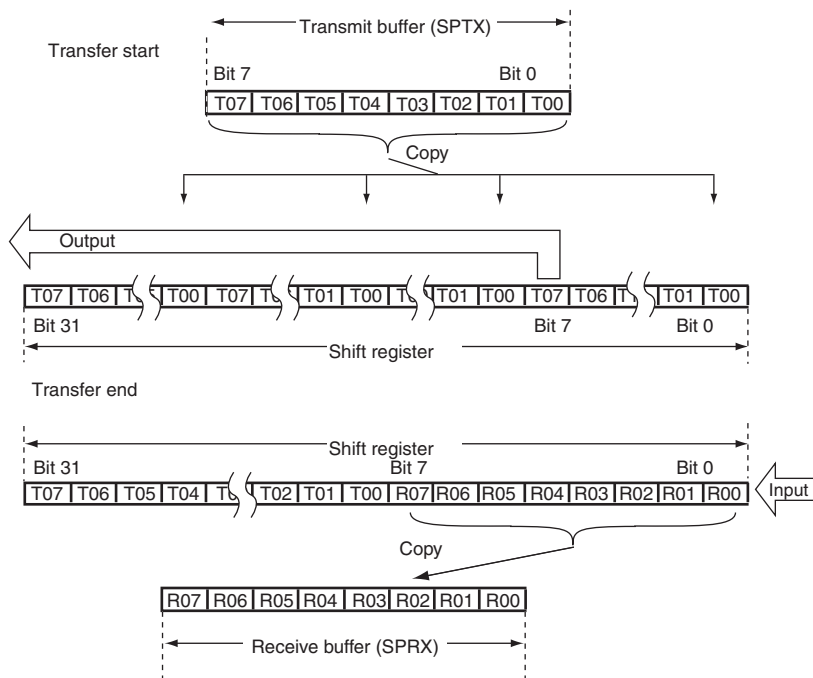 Transmit buffer (SPTX)
Transfer start
Bit 7 Bit 0
T07 T06 T05 T04 T03 T02 T01 T00
Copy
Output
T07 T06 T00 T07 T01 T00 T01 T00 T07 T06 T01 T00
Bit 31 Bit 7 Bit 0
Shift register
Transfer end
Shift register
Bit 31 Bit 7 Bit 0
T07 T06 T05 T04 T02 T01 T00 R07 R06 R05 R04 R03 R02 R01 R00
Input
Copy
R07 R06 R05 R04 R03 R02 R01 R00
Receive buffer (SPRX)